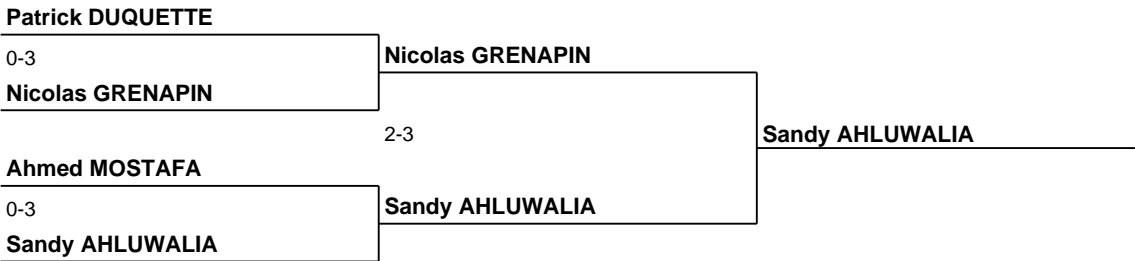 Patrick DUQUETTE
0-3
Nicolas GRENAPIN
Nicolas GRENAPIN
2-3
Sandy AHLUWALIA
Ahmed MOSTAFA
0-3
Sandy AHLUWALIA
Sandy AHLUWALIA